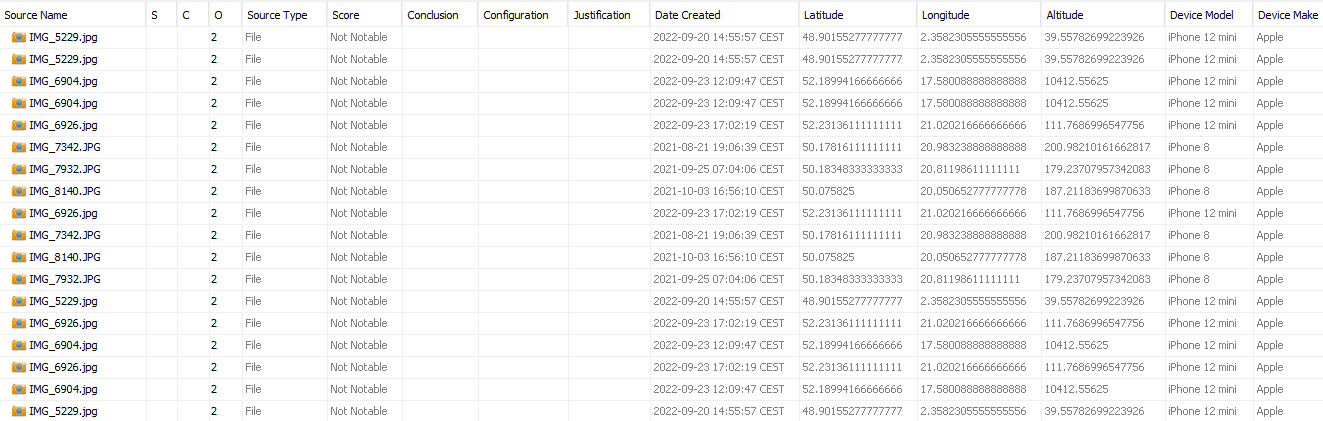 Source Name S C O Source Type Score Conclusion Configuration Justification Date Created Latitude Longitude Altitude Device Model Device Make
IMG_5229.jpg 2 File Not Notable 2022-09-20 14:55:57 CEST 48.90155277777777 2.3582305555555556 39.55782699223926 iPhone 12 mini Apple
IMG_5229.jpg 2 File Not Notable 2022-09-20 14:55:57 CEST 48.90155277777777 2.3582305555555556 39.55782699223926 iPhone 12 mini Apple
IMG_6904.jpg 2 File Not Notable 2022-09-23 12:09:47 CEST 52.18994166666666 17.580088888888888 10412.55625 iPhone 12 mini Apple
IMG_6904.jpg 2 File Not Notable 2022-09-23 12:09:47 CEST 52.18994166666666 17.580088888888888 10412.55625 iPhone 12 mini Apple
IMG_6926.jpg 2 File Not Notable 2022-09-23 17:02:19 CEST 52.23136111111111 21.020216666666666 111.7686996547756 iPhone 12 mini Apple
IMG_7342.JPG 2 File Not Notable 2021-08-21 19:06:39 CEST 50.17816111111111 20.983238888888888 200.98210161662817 iPhone 8 Apple
IMG_7932.JPG 2 File Not Notable 2021-09-25 07:04:06 CEST 50.18348333333333 20.81198611111111 179.23707957342083 iPhone 8 Apple
IMG_8140.JPG 2 File Not Notable 2021-10-03 16:56:10 CEST 50.075825 20.050652777777778 187.21183699870633 iPhone 8 Apple
IMG_6926.jpg 2 File Not Notable 2022-09-23 17:02:19 CEST 52.23136111111111 21.020216666666666 111.7686996547756 iPhone 12 mini Apple
IMG_7342.JPG 2 File Not Notable 2021-08-21 19:06:39 CEST 50.17816111111111 20.983238888888888 200.98210161662817 iPhone 8 Apple
IMG_8140.JPG 2 File Not Notable 2021-10-03 16:56:10 CEST 50.075825 20.050652777777778 187.21183699870633 iPhone 8 Apple
IMG_7932.JPG 2 File Not Notable 2021-09-25 07:04:06 CEST 50.18348333333333 20.81198611111111 179.23707957342083 iPhone 8 Apple
IMG_5229.jpg 2 File Not Notable 2022-09-20 14:55:57 CEST 48.90155277777777 2.3582305555555556 39.55782699223926 iPhone 12 mini Apple
IMG_6926.jpg 2 File Not Notable 2022-09-23 17:02:19 CEST 52.23136111111111 21.020216666666666 111.7686996547756 iPhone 12 mini Apple
IMG_6904.jpg 2 File Not Notable 2022-09-23 12:09:47 CEST 52.18994166666666 17.580088888888888 10412.55625 iPhone 12 mini Apple
IMG_6926.jpg 2 File Not Notable 2022-09-23 17:02:19 CEST 52.23136111111111 21.020216666666666 111.7686996547756 iPhone 12 mini Apple
IMG_6904.jpg 2 File Not Notable 2022-09-23 12:09:47 CEST 52.18994166666666 17.580088888888888 10412.55625 iPhone 12 mini Apple
IMG_5229.jpg 2 File Not Notable 2022-09-20 14:55:57 CEST 48.90155277777777 2.3582305555555556 39.55782699223926 iPhone 12 mini Apple